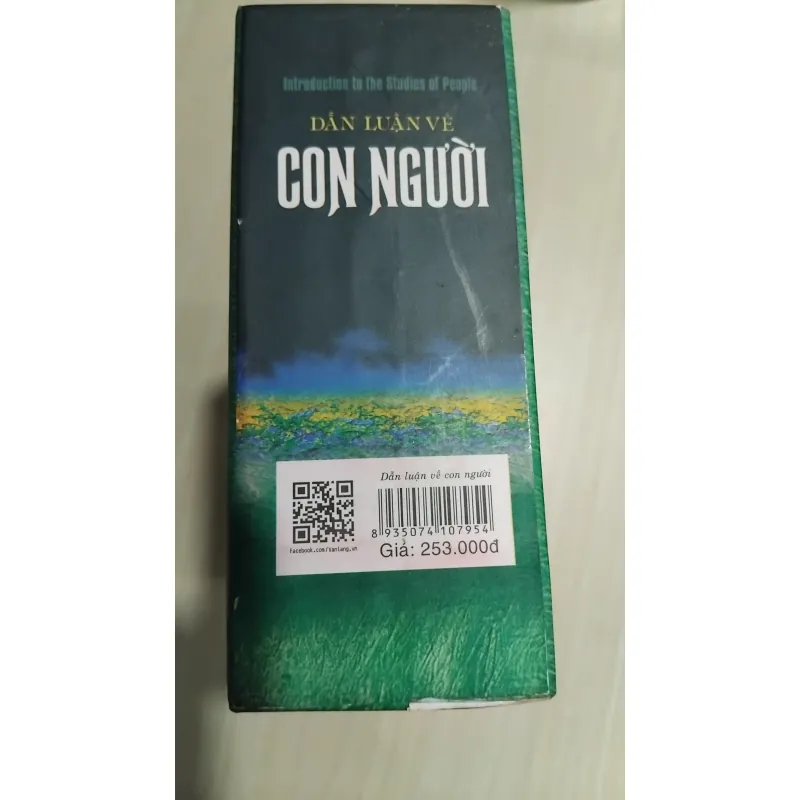 Introduction to the Studies of People
DẪN LUẬN VỀ
CON NGƯỜI
Dẫn luận về con người
8 935074 107954
facebook.com/vanlang.vn
Giá: 253.000đ